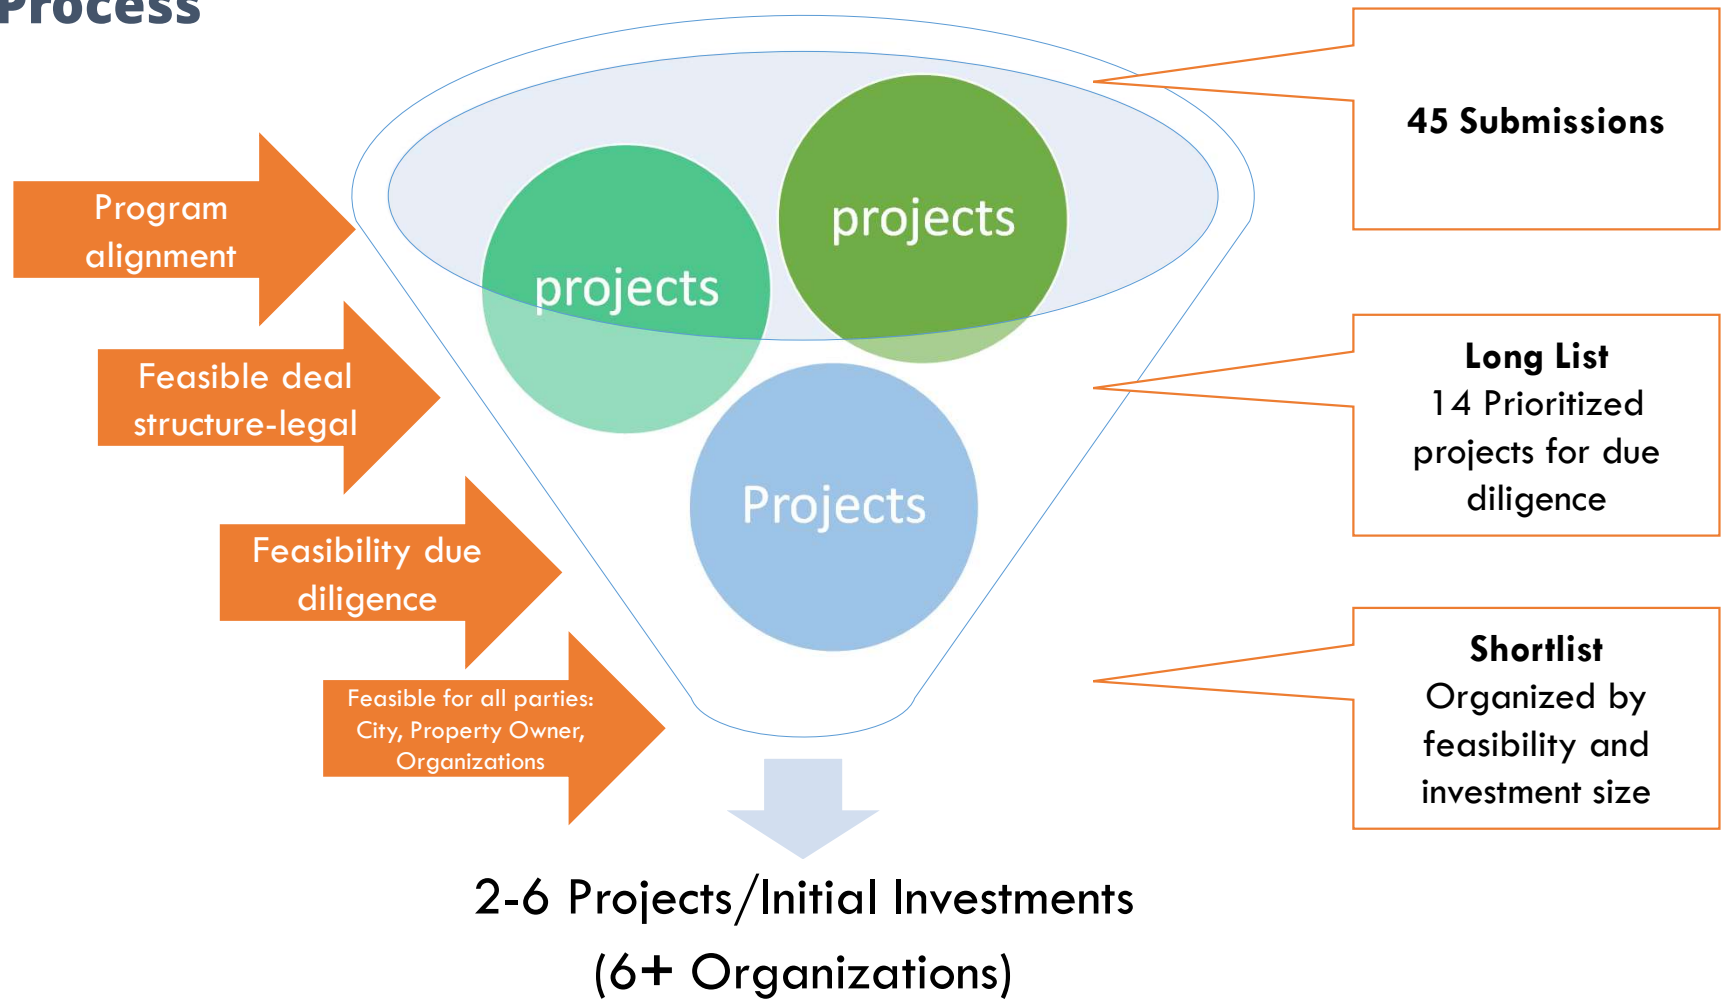 Process
45 Submissions
Program
alignment
projects
projects
Feasible deal
structure-legal
Long List
14 Prioritized
projects for due
diligence
Projects
Feasibility due
diligence
Feasible for all parties:
City, Property Owner,
Organizations
Shortlist
Organized by
feasibility and
investment size
2-6 Projects/Initial Investments
(6+ Organizations)